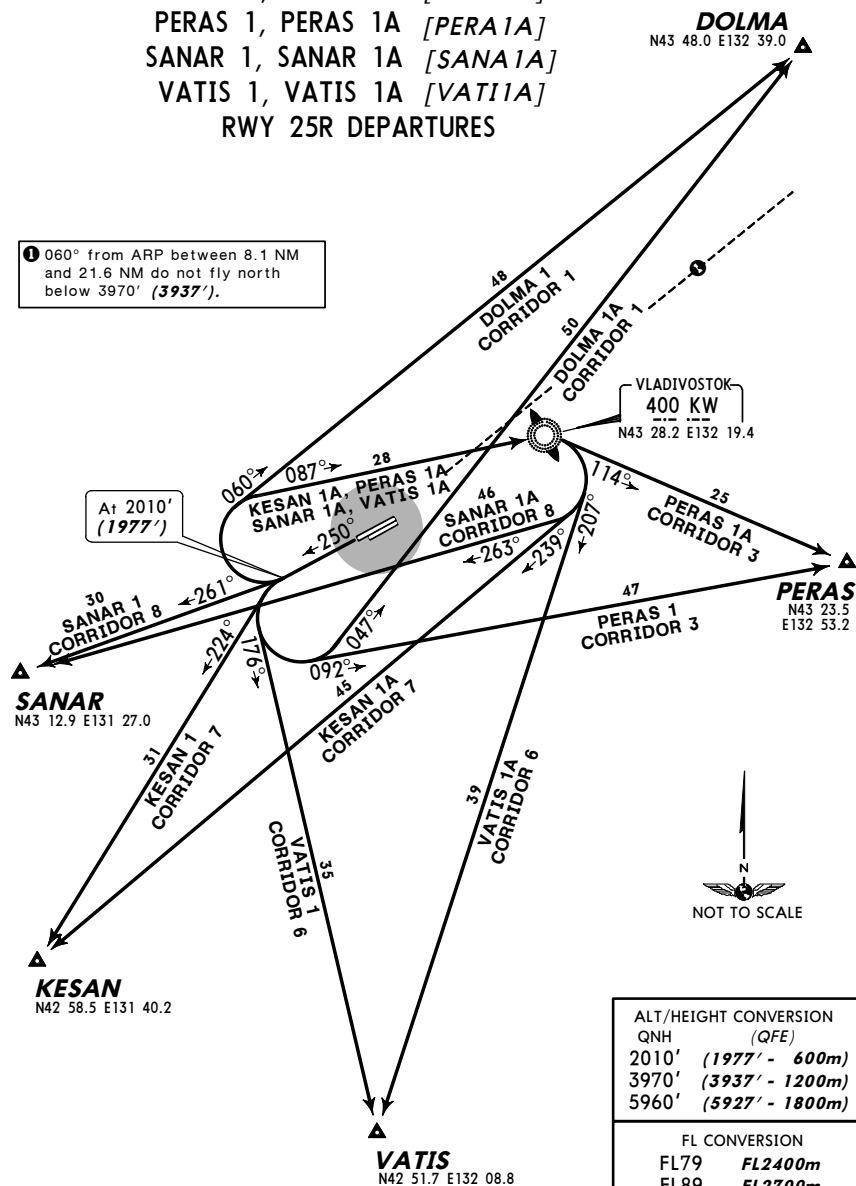 PERAS 1, PERAS 1A [PERA1A]
SANAR 1, SANAR 1A [SANA1A]
VATIS 1, VATIS 1A [VATI1A]
RWY 25R DEPARTURES
DOLMA
N43 48.0 E132 39.0
1 060° from ARP between 8.1 NM
and 21.6 NM do not fly north
below 3970' (3937').
48
DOLMA 1
CORRIDOR 1
50
DOLMA 1A
CORRIDOR 1
1
VLADIVOSTOK
400 KW
N43 28.2 E132 19.4
060°
087°
28
KESAN 1A, PERAS 1A
SANAR 1A, VATIS 1A
At 2010'
(1977')
250°
46
SANAR 1A
CORRIDOR 8
263°
239°
207°
114°
25
PERAS 1A
CORRIDOR 3
PERAS
N43 23.5
E132 53.2
261°
30
SANAR 1
CORRIDOR 8
224°
176°
092°
047°
47
PERAS 1
CORRIDOR 3
SANAR
N43 12.9 E131 27.0
45
KESAN 1A
CORRIDOR 7
31
KESAN 1
CORRIDOR 7
39
VATIS 1A
CORRIDOR 6
35
VATIS 1
CORRIDOR 6
N
NOT TO SCALE
KESAN
N42 58.5 E131 40.2
VATIS
N42 51.7 E132 08.8
ALT/HEIGHT CONVERSION
QNH (QFE)
2010' (1977' - 600m)
3970' (3937' - 1200m)
5960' (5927' - 1800m)
FL CONVERSION
FL79 FL2400m
FL89 FL2700m